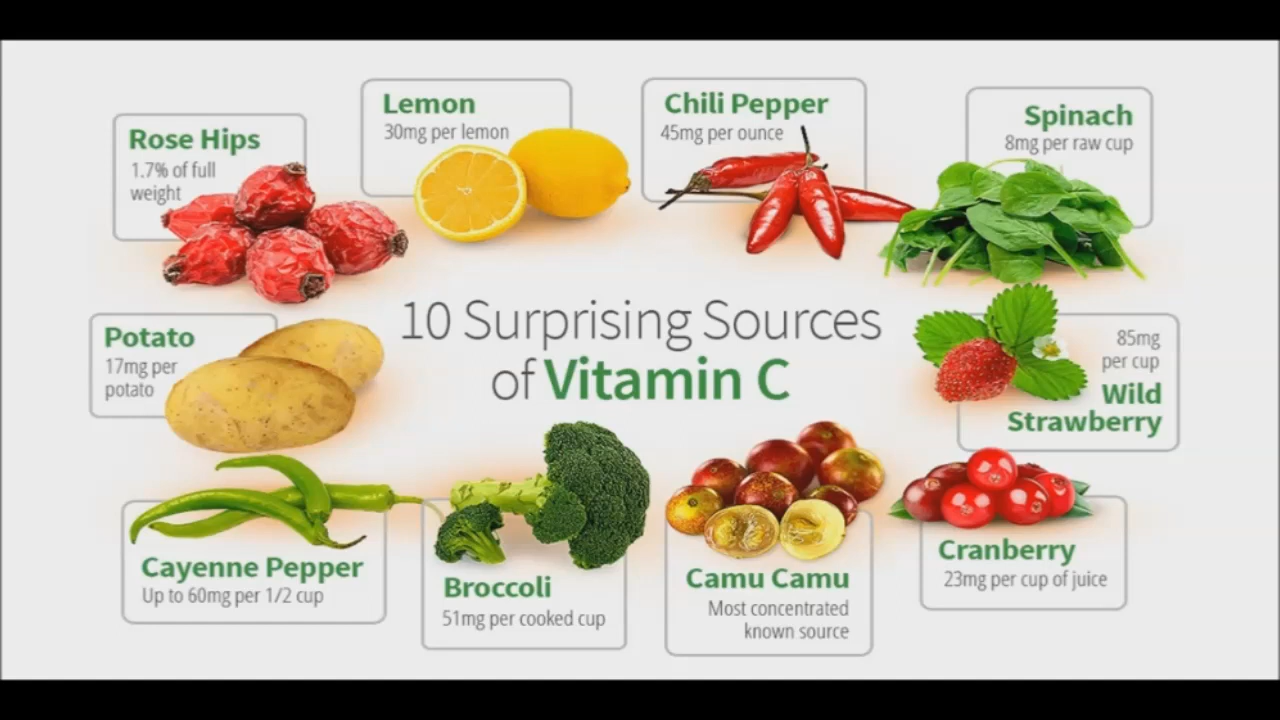 Rose Hips
1.7% of full
weight
Lemon
30mg per lemon
Chili Pepper
45mg per ounce
Spinach
8mg per raw cup
10 Surprising Sources
of Vitamin C
Potato
17mg per
potato
85mg
per cup
Wild
Strawberry
Cayenne Pepper
Up to 60mg per 1/2 cup
Broccoli
51mg per cooked cup
Camu Camu
Most concentrated
known source
Cranberry
23mg per cup of juice